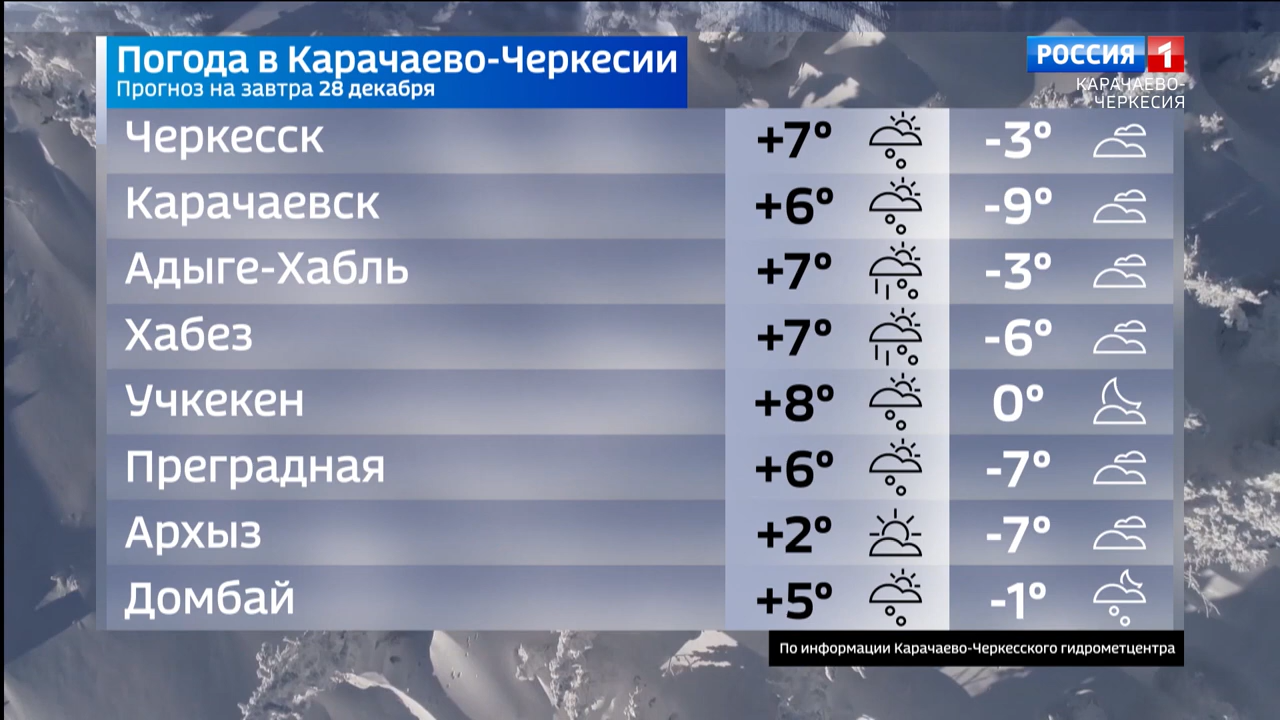 Погода в Карачаево-Черкесии
Прогноз на завтра 28 декабря
РОССИЯ 1
КАРАЧАЕВО-
ЧЕРКЕСИЯ
Черкесск +7° -3°
Карачаевск +6° -9°
Адыге-Хабль +7° -3°
Хабез +7° -6°
Учкекен +8° 0°
Преградная +6° -7°
Архыз +2° -7°
Домбай +5° -1°
По информации Карачаево-Черкесского гидрометцентра